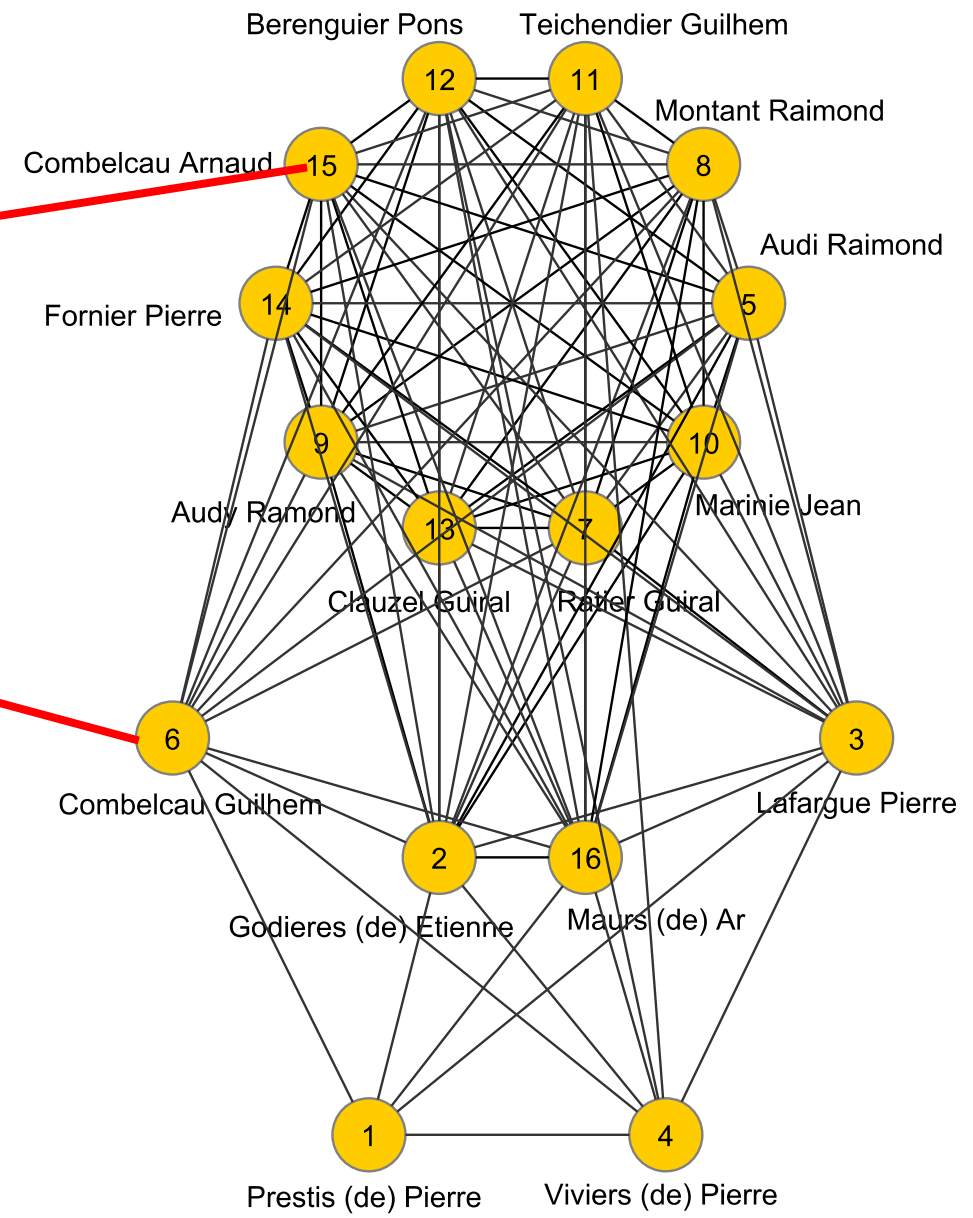 Berenguier Pons
Teichendier Guilhem
12
11
Montant Raimond
Combelcau Arnaud
15
8
Audi Raimond
14
5
Fornier Pierre
9
10
Audy Ramond
Marinie Jean
13
7
Clauzel Guiral
Ratier Guiral
6
3
Combelcau Guilhem
Lafargue Pierre
2
16
Godieres (de) Etienne
Maurs (de) Ar
1
4
Prestis (de) Pierre
Viviers (de) Pierre